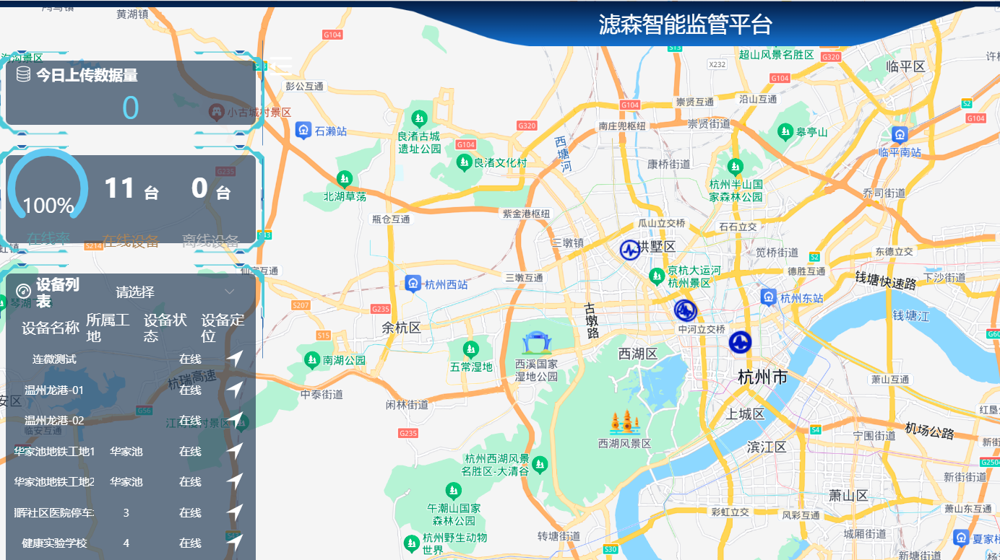 滤森智能监管平台
今日上传数据量
0
100%
在线率
11 台
在线设备
0 台
离线设备
设备列表
请选择
设备名称 所属工地 设备状态 设备定位
连微测试 在线
温州龙港-01 在线
温州龙港-02 在线
华家池地铁工地1 华家池 在线
华家池地铁工地2 华家池 在线
社区医院停车 3 在线
健康实验学校 4 在线
黄湖镇
G104
S13
X232
超山风景名胜区
G320
临平区
彭公互通
G104
小古城村景区
石濑站
良渚古城
遗址公园
G320
G104
良渚文化村
西塘河
G104
南庄兜枢纽
崇贤互通
崇贤街道
沿山互通
皋亭山
S2
G104
临平南站
康桥街道
杭州半山国
家森林公园
乔司街道
G235
北湖草荡
瓶仓互通
紫金港枢纽
瓜山立交桥
石石立交
S43
S214
三墩镇
拱墅区
笕桥街道
S2
东德立交
仙宅互通
杭州西站
三墩互通
京杭大运河
杭州景区
德胜互通
钱塘快速路
下沙街道
S207
G235
杭州东站
钱塘江
余杭区
古墩路
中河立交桥
S15
南湖公园
五常湿地
西溪国家
湿地公园
西湖区
杭州市
萧山互通
杭瑞高速
中泰街道
闲林街道
G56
临安互通
G235
西湖风景区
上城区
S4
宁围街道
机场公路
滨江区
杭州西湖风景
名胜区-大清谷
G2504
新街街道
萧山区
午潮山国家
森林公园
彩虹立交
风彩互通
萧山东互通
杭州野生动物
世界
转塘街道
S30
城厢街道
新塘街道